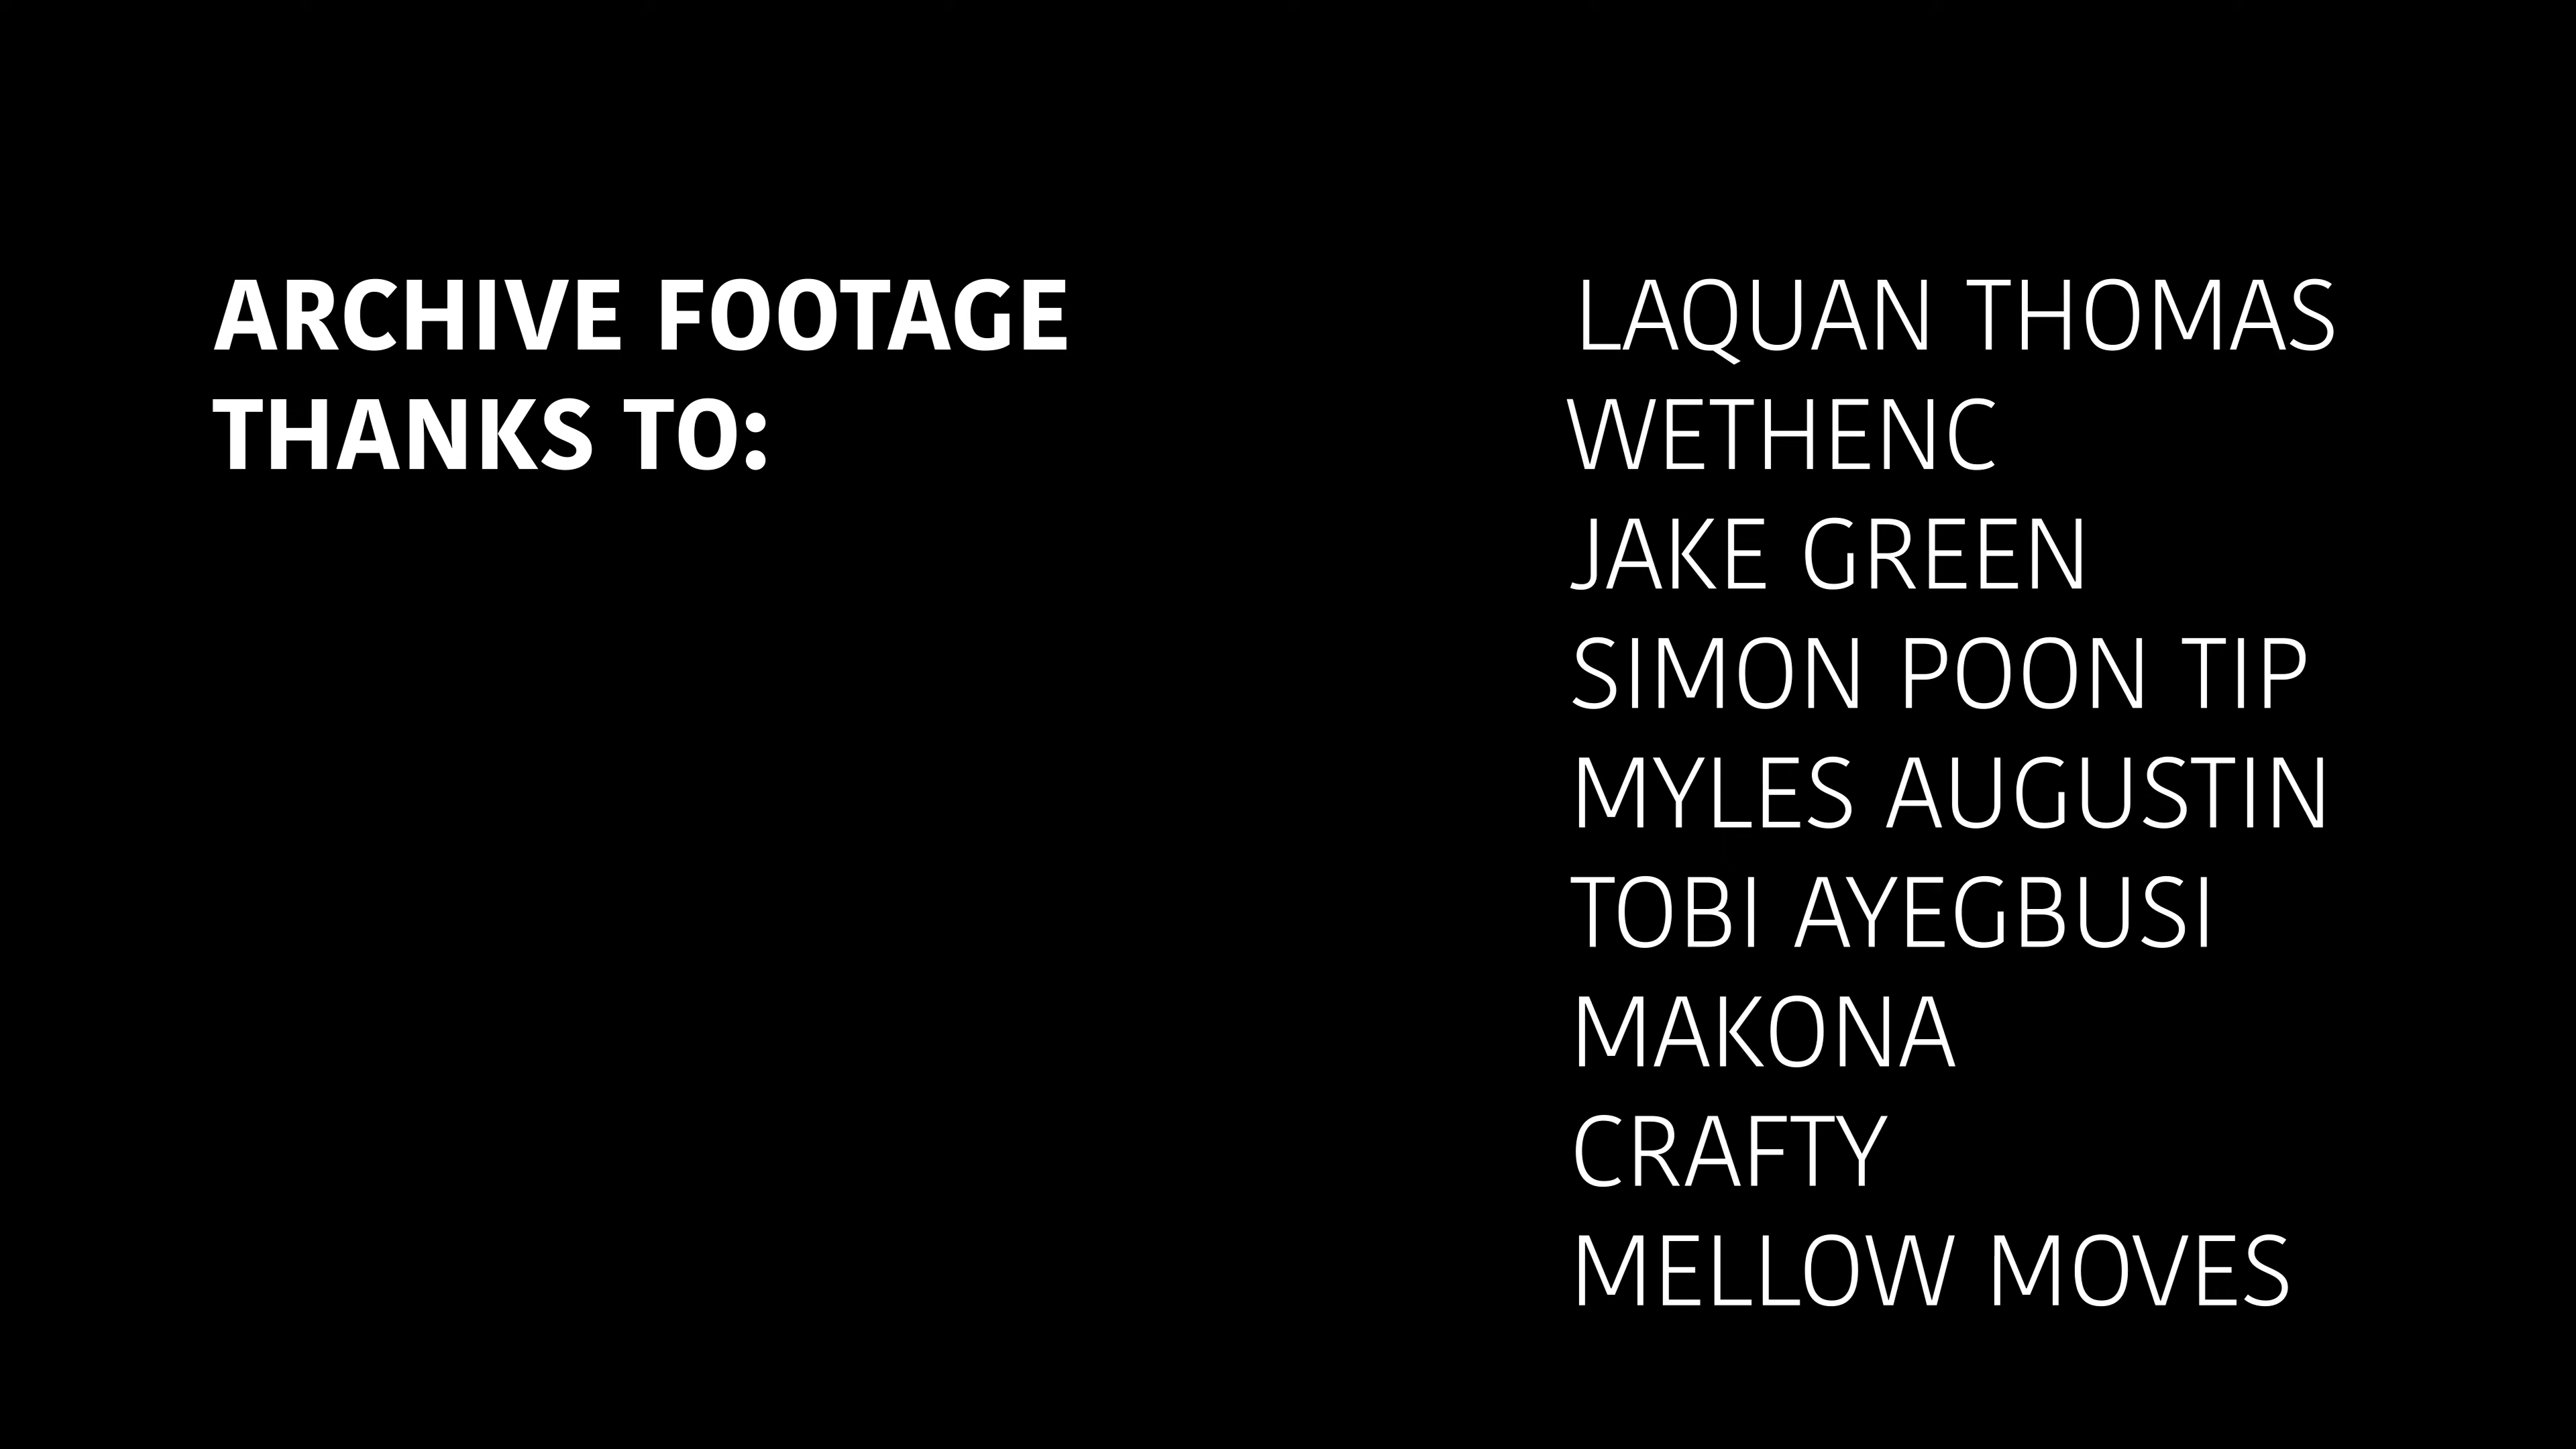 ARCHIVE FOOTAGE
THANKS TO:
LAQUAN THOMAS
WETHENC
JAKE GREEN
SIMON POON TIP
MYLES AUGUSTIN
TOBI AYEGBUSI
MAKONA
CRAFTY
MELLOW MOVES